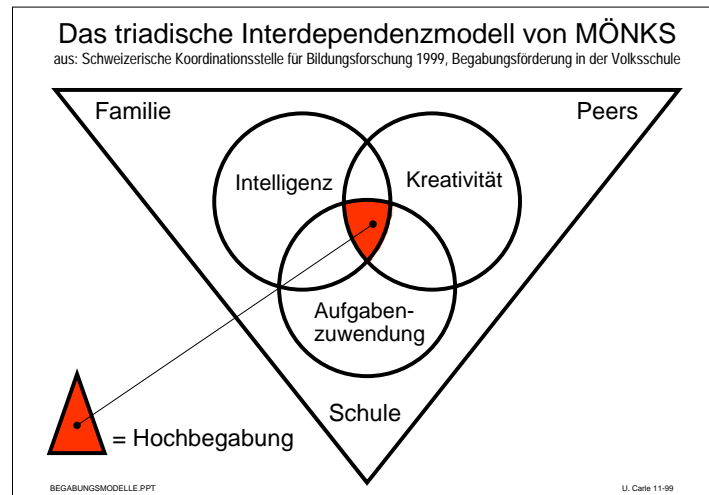 Das triadische Interdependenzmodell von MÖNKS
aus: Schweizerische Koordinationsstelle für Bildungsforschung 1999, Begabungsförderung in der Volksschule
Familie
Peers
Intelligenz
Kreativität
Aufgaben-
zuwendung
Schule
= Hochbegabung
BEGABUNGSMODELLE.PPT
U. Carle 11-99